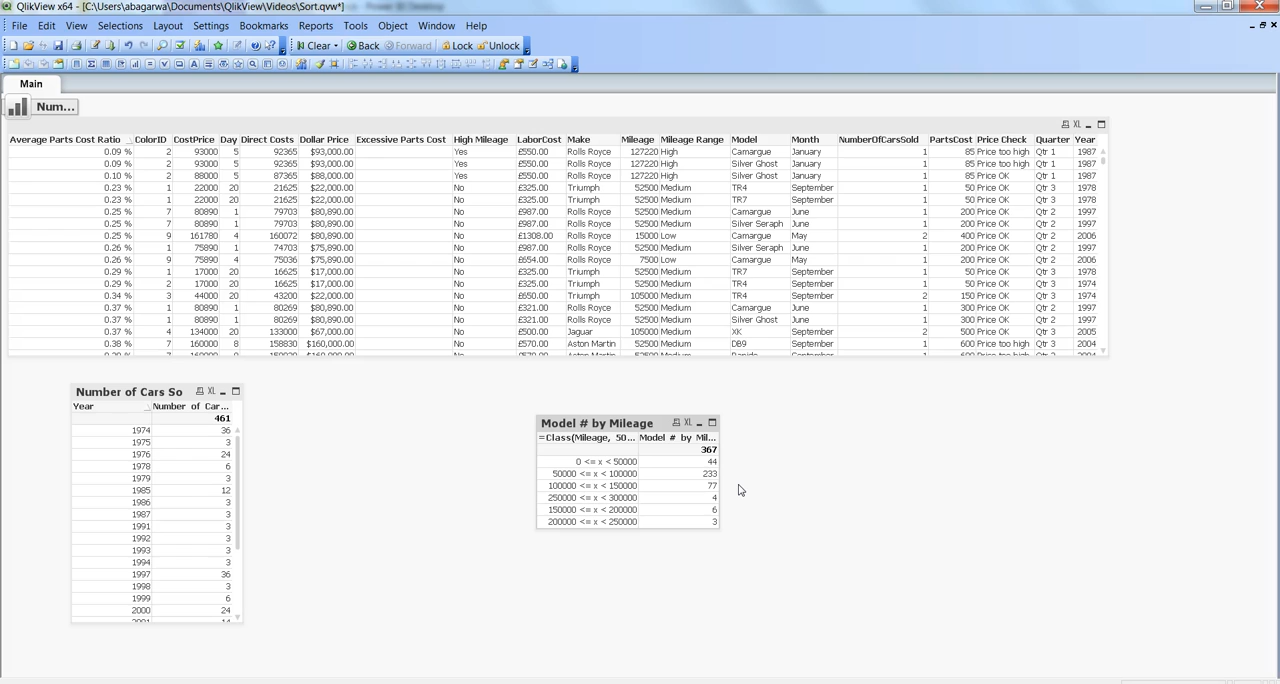 QlikView x64 - [C:\Users\abagarwa\Documents\QlikView\Videos\Sort.qvw*]
File Edit View Selections Layout Settings Bookmarks Reports Tools Object Window Help
Clear Back Forward Lock Unlock
Main
Num...
XL
Average Parts Cost Ratio ColorID CostPrice Day Direct Costs Dollar Price Excessive Parts Cost High Mileage LaborCost Make Mileage Mileage Range Model Month NumberOfCarsSold PartsCost Price Check Quarter Year
0.09 % 2 93000 5 92365 $93,000.00 Yes £550.00 Rolls Royce 127220 High Camargue January 1 85 Price too high Qtr 1 1987
0.09 % 2 93000 5 92365 $93,000.00 Yes £550.00 Rolls Royce 127220 High Silver Ghost January 1 85 Price too high Qtr 1 1987
0.10 % 2 88000 5 87365 $88,000.00 Yes £550.00 Rolls Royce 127220 High Silver Ghost January 1 85 Price OK Qtr 1 1987
0.23 % 1 22000 20 21625 $22,000.00 No £325.00 Triumph 52500 Medium TR4 September 1 50 Price OK Qtr 3 1978
0.23 % 1 22000 20 21625 $22,000.00 No £325.00 Triumph 52500 Medium TR7 September 1 50 Price OK Qtr 3 1978
0.25 % 7 80890 1 79703 $80,890.00 No £987.00 Rolls Royce 52500 Medium Camargue June 1 200 Price OK Qtr 2 1997
0.25 % 7 80890 1 79703 $80,890.00 No £987.00 Rolls Royce 52500 Medium Silver Seraph June 1 200 Price OK Qtr 2 1997
0.25 % 9 161780 4 160072 $80,890.00 No £1308.00 Rolls Royce 15000 Low Camargue May 2 400 Price OK Qtr 2 2006
0.26 % 1 75890 1 74703 $75,890.00 No £987.00 Rolls Royce 52500 Medium Silver Seraph June 1 200 Price OK Qtr 2 1997
0.26 % 9 75890 4 75036 $75,890.00 No £654.00 Rolls Royce 7500 Low Camargue May 1 200 Price OK Qtr 2 2006
0.29 % 1 17000 20 16625 $17,000.00 No £325.00 Triumph 52500 Medium TR7 September 1 50 Price OK Qtr 3 1978
0.29 % 2 17000 20 16625 $17,000.00 No £325.00 Triumph 52500 Medium TR4 September 1 50 Price OK Qtr 3 1974
0.34 % 3 44000 20 43200 $22,000.00 No £650.00 Triumph 105000 Medium TR4 September 2 150 Price OK Qtr 3 1974
0.37 % 1 80890 1 80269 $80,890.00 No £321.00 Rolls Royce 52500 Medium Camargue June 1 300 Price OK Qtr 2 1997
0.37 % 1 80890 1 80269 $80,890.00 No £321.00 Rolls Royce 52500 Medium Silver Ghost June 1 300 Price OK Qtr 2 1997
0.37 % 4 134000 20 133000 $67,000.00 No £500.00 Jaguar 105000 Medium XK September 2 500 Price OK Qtr 3 2005
0.38 % 7 160000 8 158830 $160,000.00 No £570.00 Aston Martin 52500 Medium DB9 September 1 600 Price too high Qtr 3 2004
Number of Cars So XL
Year Number of Car...
461
1974 36
1975 3
1976 24
1978 6
1979 3
1985 12
1986 3
1987 3
1991 3
1992 3
1993 3
1994 3
1997 36
1998 3
1999 6
2000 24
Model # by Mileage XL
=Class(Mileage, 50... Model # by Mil...
367
0 <= x < 50000 44
50000 <= x < 100000 233
100000 <= x < 150000 77
250000 <= x < 300000 4
150000 <= x < 200000 6
200000 <= x < 250000 3